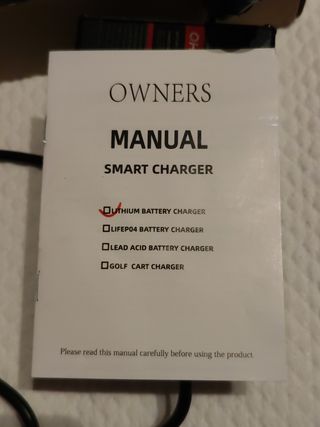 OWNERS
MANUAL
SMART CHARGER
LITHIUM BATTERY CHARGER
LIFEP04 BATTERY CHARGER
LEAD ACID BATTERY CHARGER
GOLF CART CHARGER
Please read this manual carefully before using the product